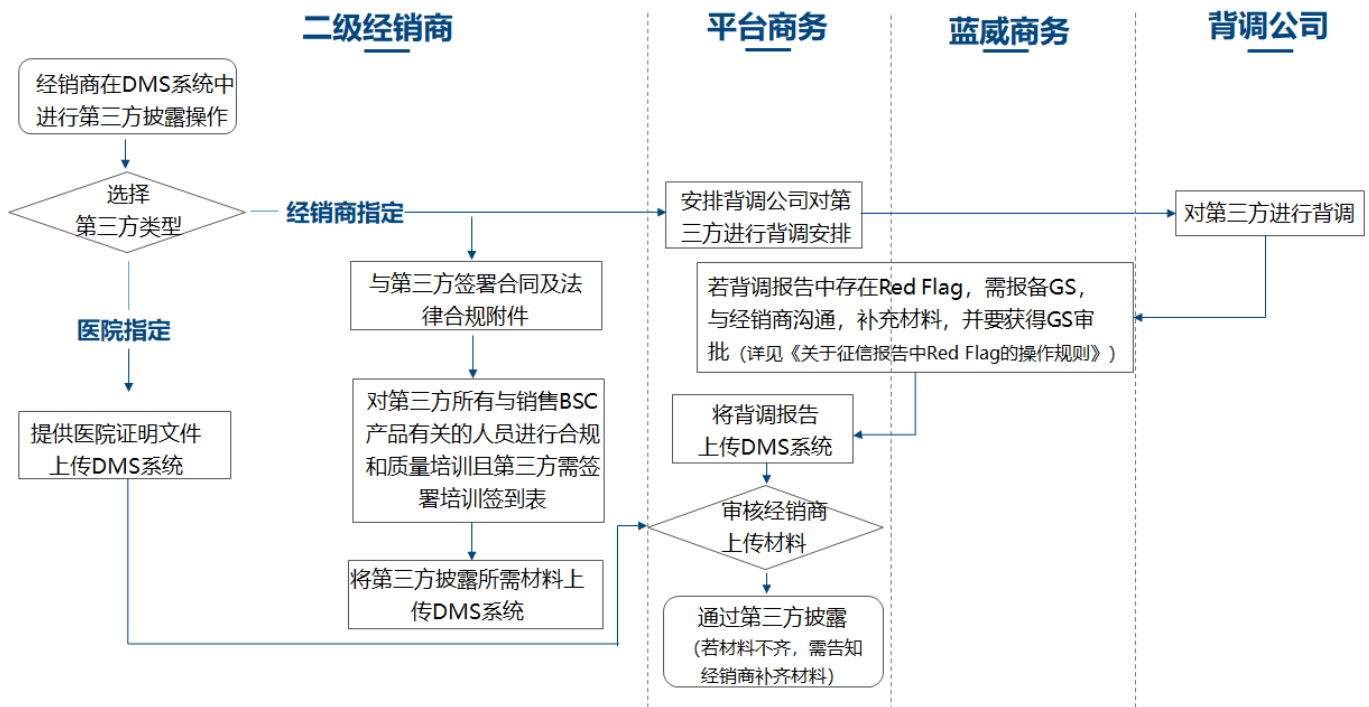 二级经销商
平台商务
蓝威商务
背调公司
经销商在DMS系统中
进行第三方披露操作
选择
第三方类型
经销商指定
安排背调公司对第
三方进行背调安排
对第三方进行背调
与第三方签署合同及法
律合规附件
若背调报告中存在Red Flag，需报备GS，
与经销商沟通，补充材料，并要获得GS审
批（详见《关于征信报告中Red Flag的操作规则》）
医院指定
对第三方所有与销售BSC
产品有关的人员进行合规
和质量培训且第三方需签
署培训签到表
将背调报告
上传DMS系统
提供医院证明文件
上传DMS系统
审核经销商
上传材料
将第三方披露所需材料上
传DMS系统
通过第三方披露
（若材料不齐，需告知
经销商补齐材料）